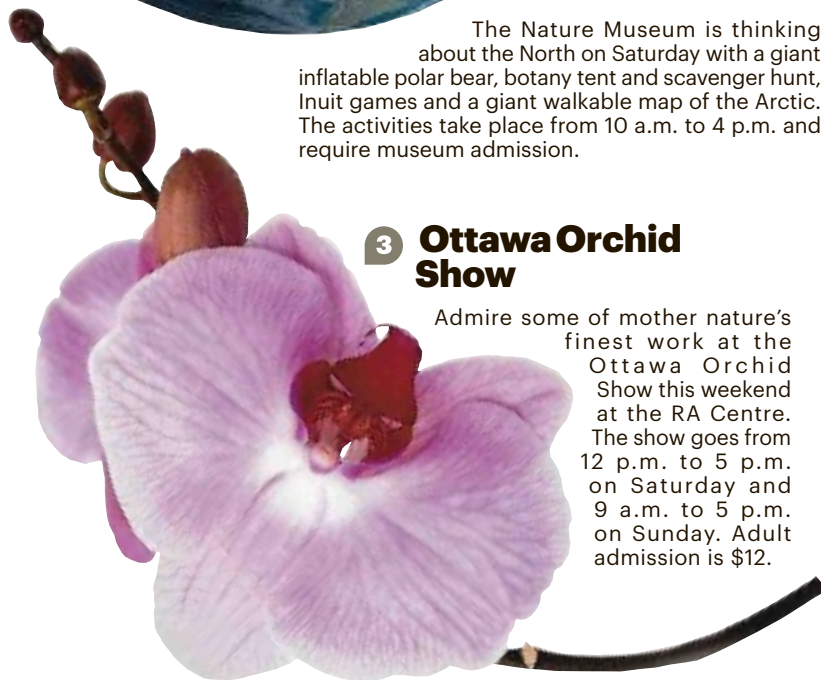 The Nature Museum is thinking
about the North on Saturday with a giant
inflatable polar bear, botany tent and scavenger hunt,
Inuit games and a giant walkable map of the Arctic.
The activities take place from 10 a.m. to 4 p.m. and
require museum admission.
3 Ottawa Orchid
Show
Admire some of mother nature’s
finest work at the
Ottawa Orchid
Show this weekend
at the RA Centre.
The show goes from
12 p.m. to 5 p.m.
on Saturday and
9 a.m. to 5 p.m.
on Sunday. Adult
admission is $12.